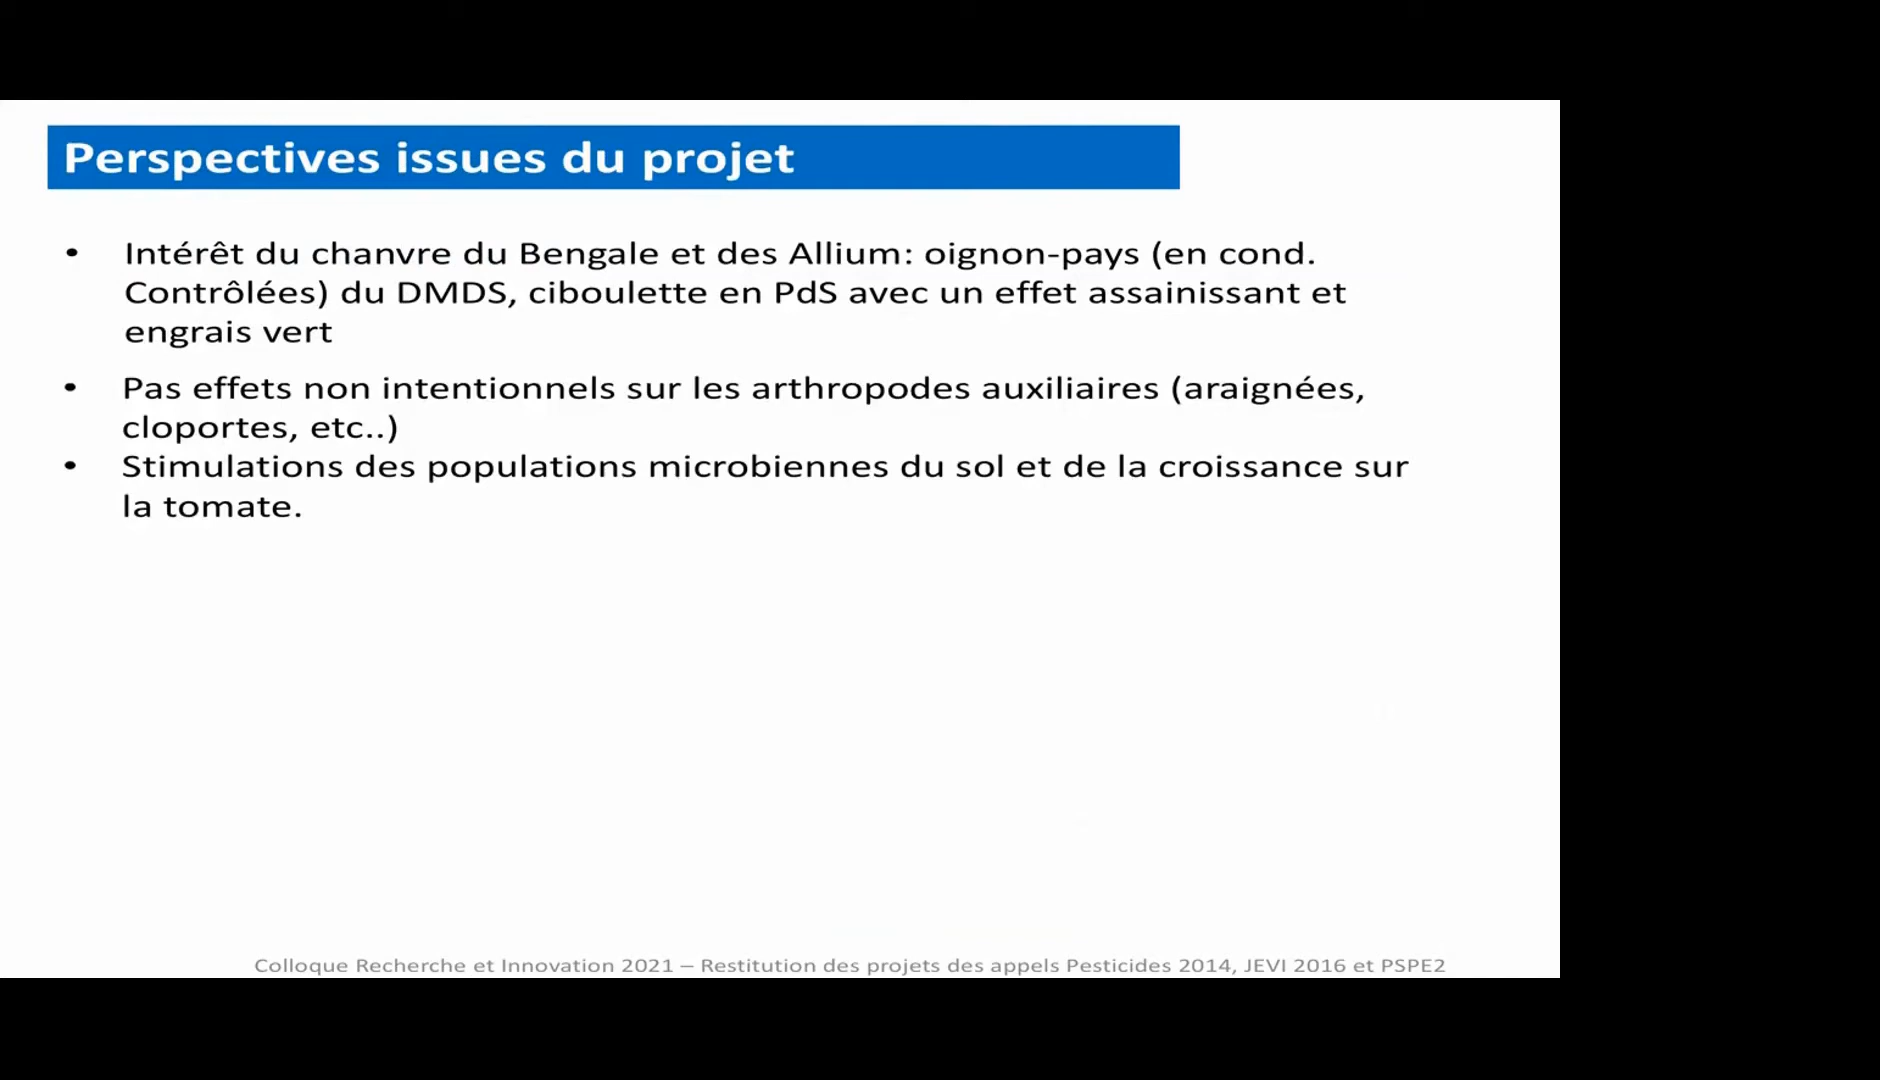 Perspectives issues du projet
• Intérêt du chanvre du Bengale et des Allium: oignon-pays (en cond.
Contrôlées) du DMDS, ciboulette en PdS avec un effet assainissant et
engrais vert
• Pas effets non intentionnels sur les arthropodes auxiliaires (araignées,
cloportes, etc..)
• Stimulations des populations microbiennes du sol et de la croissance sur
la tomate.
Colloque Recherche et Innovation 2021 – Restitution des projets des appels Pesticides 2014, JEVI 2016 et PSPE2